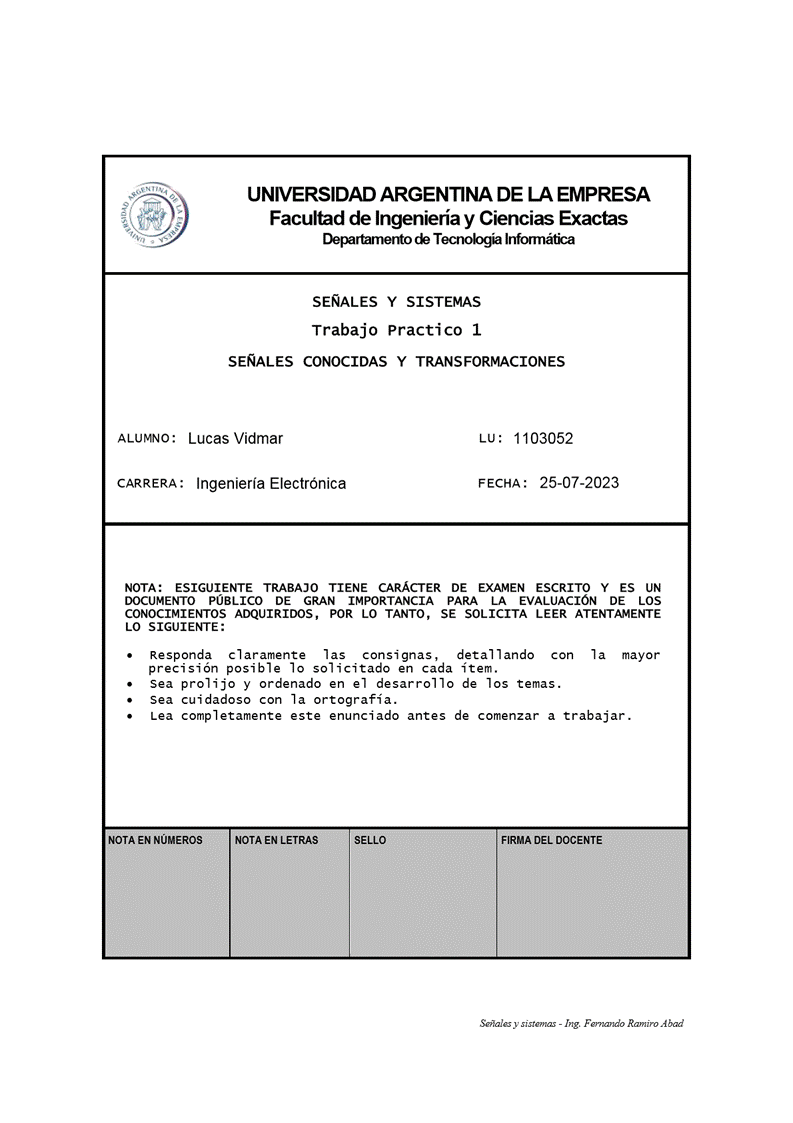 UNIVERSIDAD ARGENTINA DE LA EMPRESA
UNIVERSIDAD ARGENTINA DE LA EMPRESA
Facultad de Ingeniería y Ciencias Exactas
Departamento de Tecnología Informática
SEÑALES Y SISTEMAS
Trabajo Practico 1
SEÑALES CONOCIDAS Y TRANSFORMACIONES
ALUMNO: Lucas Vidmar
LU: 1103052
CARRERA: Ingeniería Electrónica
FECHA: 25-07-2023
NOTA: ESIGUIENTE TRABAJO TIENE CARÁCTER DE EXAMEN ESCRITO Y ES UN
DOCUMENTO PÚBLICO DE GRAN IMPORTANCIA PARA LA EVALUACIÓN DE LOS
CONOCIMIENTOS ADQUIRIDOS, POR LO TANTO, SE SOLICITA LEER ATENTAMENTE
LO SIGUIENTE:
• Responda claramente las consignas, detallando con la mayor
precisión posible lo solicitado en cada ítem.
• Sea prolijo y ordenado en el desarrollo de los temas.
• Sea cuidadoso con la ortografía.
• Lea completamente este enunciado antes de comenzar a trabajar.
NOTA EN NÚMEROS
NOTA EN LETRAS
SELLO
FIRMA DEL DOCENTE
Señales y sistemas - Ing. Fernando Ramiro Abad